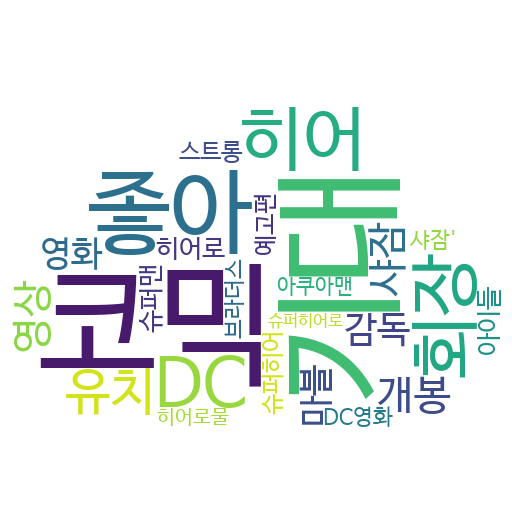 히어
스트롱
좋아
기대
예고편
샤잠
샤잠'
영화
히어로
슈퍼맨
브라더스
아쿠아맨
회장
코믹
영상
슈퍼히어로
감독
아이들
유치
DC
슈퍼히어
마블
개봉
히어로물
DC영화